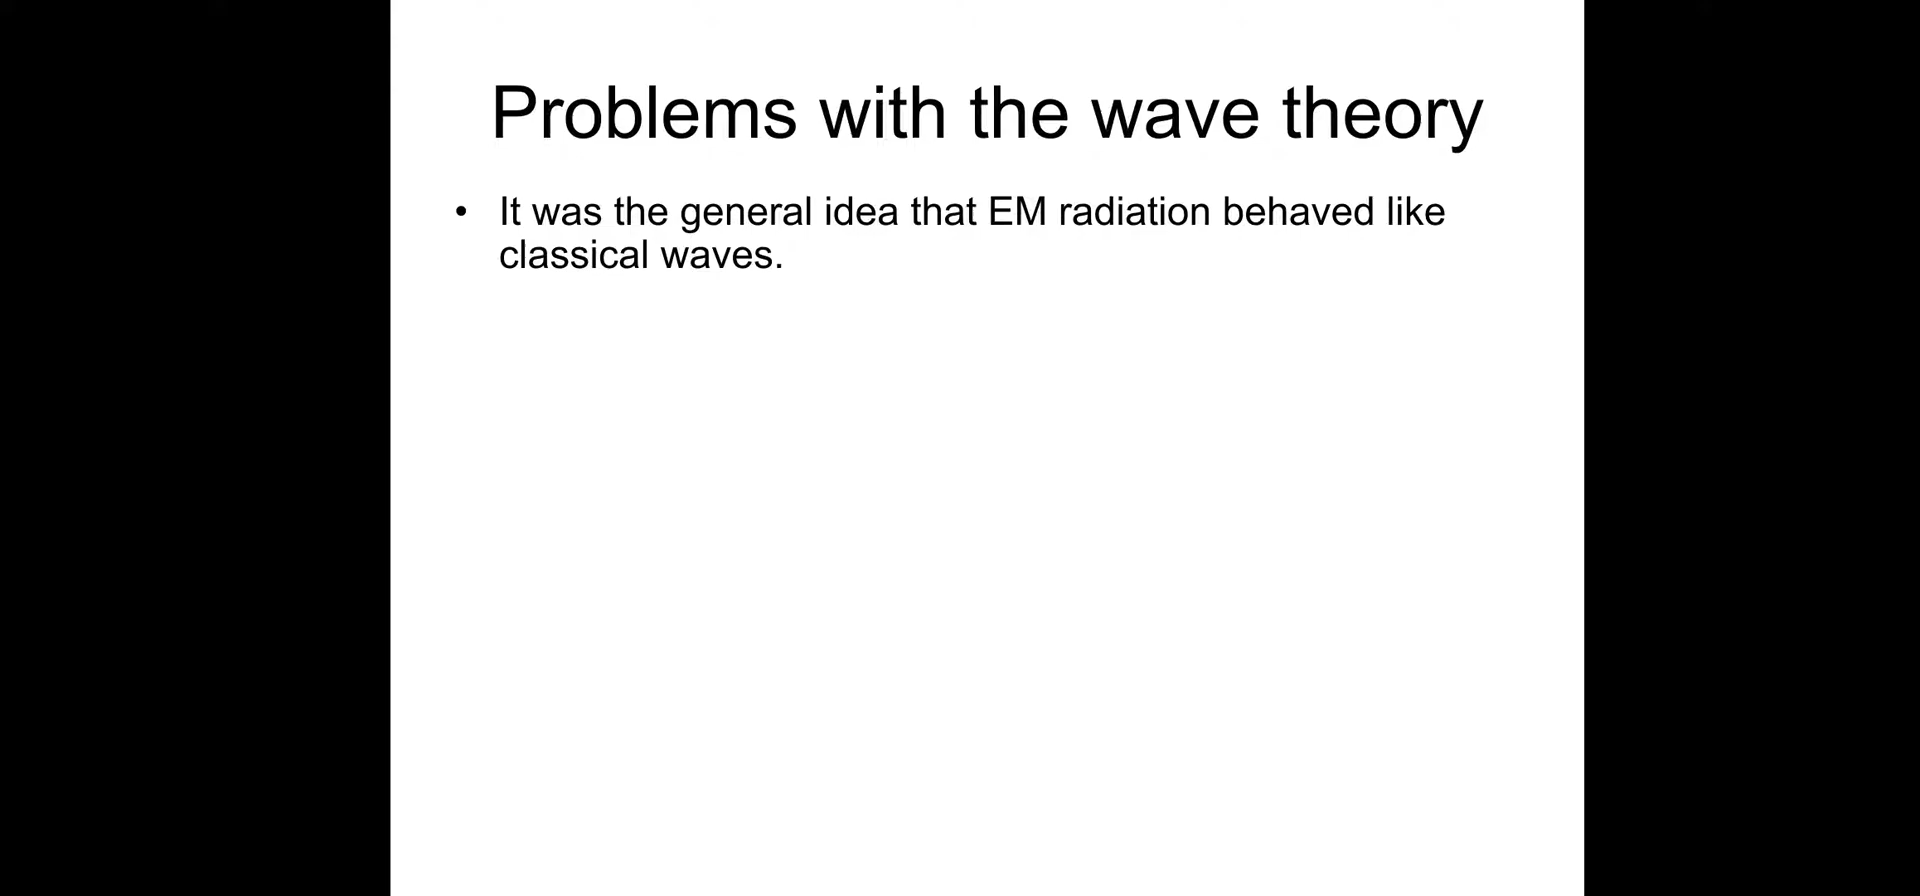 Problems with the wave theory
• It was the general idea that EM radiation behaved like
classical waves.